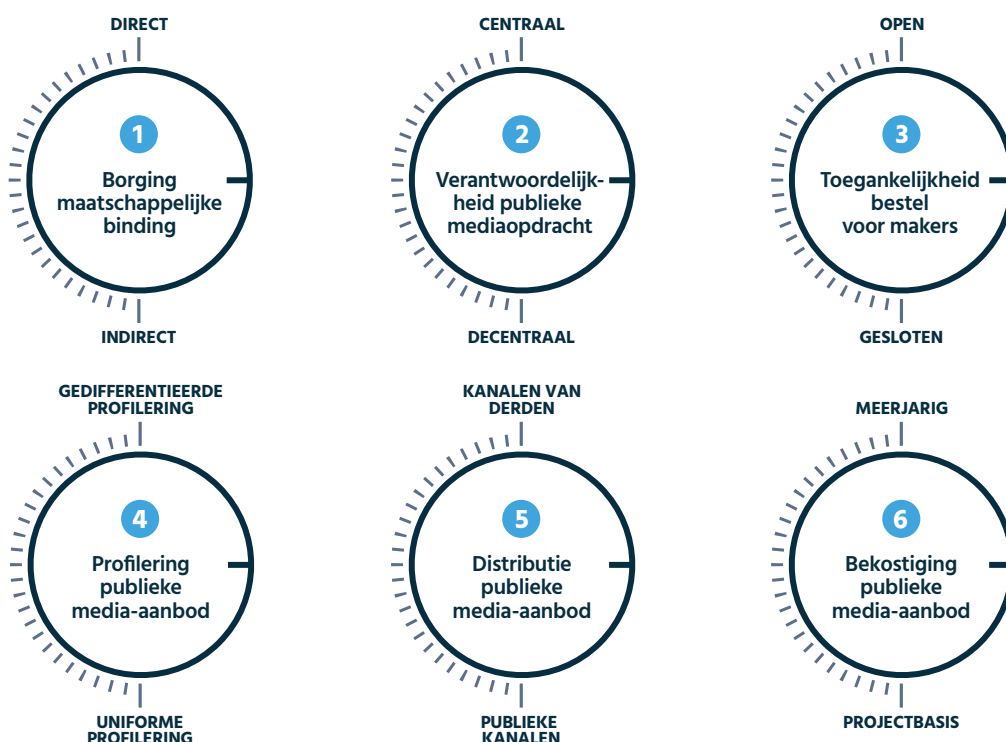 DIRECT
1
Borging
maatschappelijke
binding
INDIRECT
CENTRAAL
2
Verantwoordelijk-
heid publieke
mediaopdracht
DECENTRAAL
OPEN
3
Toegankelijkheid
bestel
voor makers
GESLOTEN
GEDIFFERENTIEERDE
PROFILERING
4
Profilering
publieke
media-aanbod
UNIFORME
PROFILERING
KANALEN VAN
DERDEN
5
Distributie
publieke
media-aanbod
PUBLIEKE
KANALEN
MEERJARIG
6
Bekostiging
publieke
media-aanbod
PROJECTBASIS